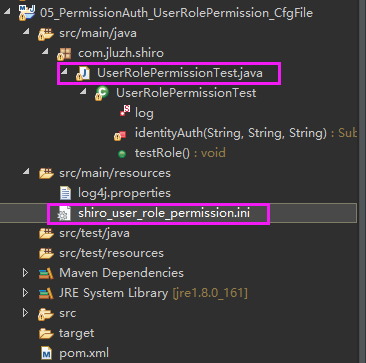 05_PermissionAuth_UserRolePermission_CfgFile
src/main/java
com.jluzh.shiro
UserRolePermissionTest.java
UserRolePermissionTest
log
identityAuth(String, String, String) : Sub
testRole() : void
src/main/resources
log4j.properties
shiro_user_role_permission.ini
src/test/java
src/test/resources
Maven Dependencies
JRE System Library [jre1.8.0_161]
src
target
pom.xml